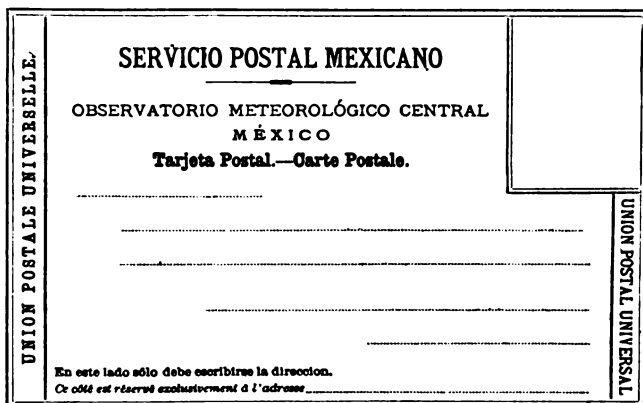 SERVICIO POSTAL MEXICANO
OBSERVATORIO METEOROLÓGICO CENTRAL
MÉXICO
Tarjeta Postal.—Carte Postale.
UNION POSTALE UNIVERSELLE.
UNION POSTAL UNIVERSAL
En este lado sólo debe escribirse la direccion.
Ce côté est réservé exclusivement á l'adresse